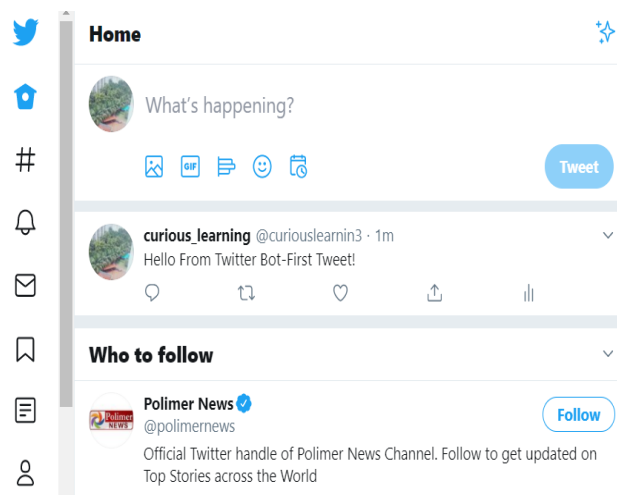 Home
What's happening?
GIF
Tweet
curious_learning @curiouslearnin3 · 1m
Hello From Twitter Bot-First Tweet!
Who to follow
Polimer News
@polimernews
Polimer
NEWS
Follow
Official Twitter handle of Polimer News Channel. Follow to get updated on
Top Stories across the World